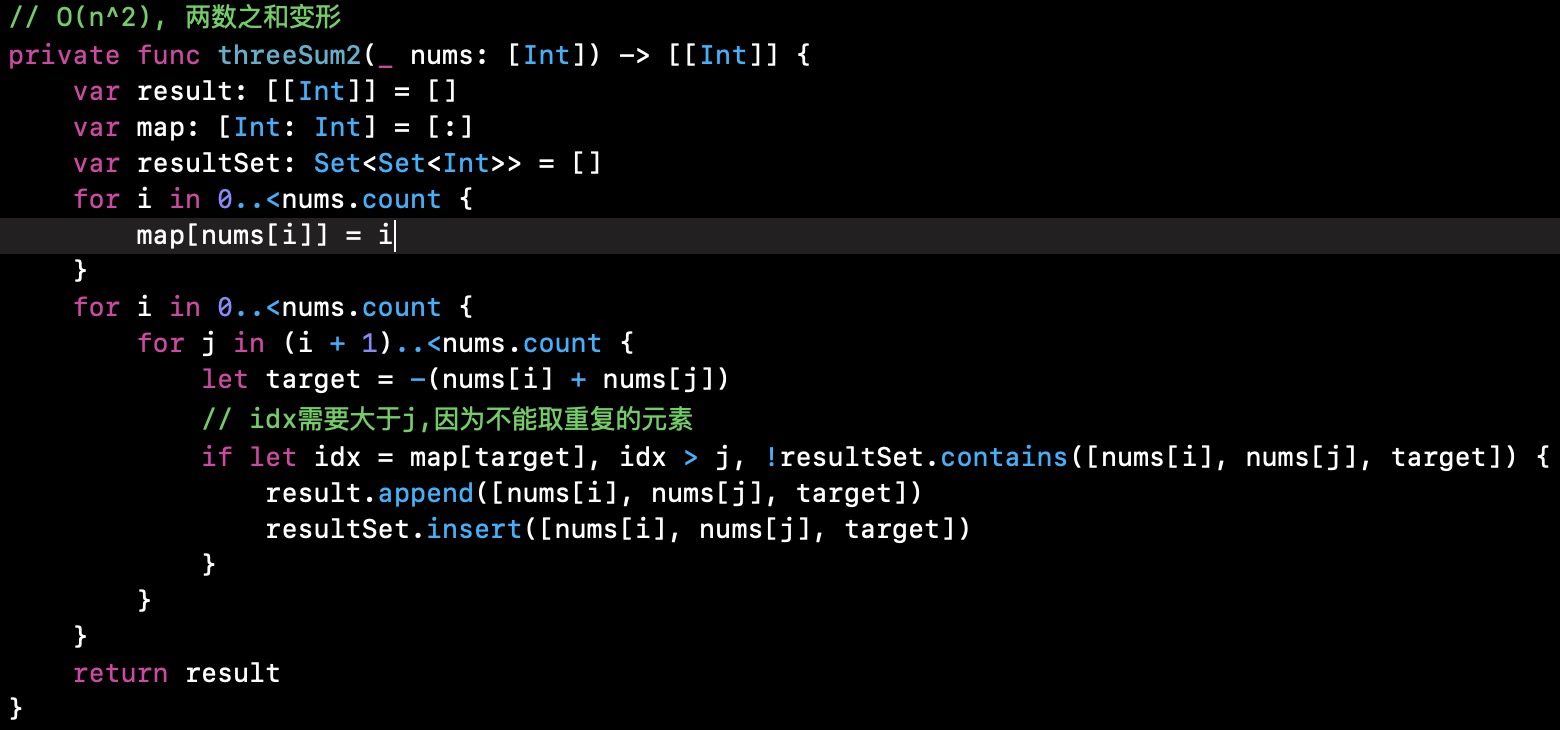 // O(n^2), 两数之和变形
private func threeSum2(_ nums: [Int]) -> [[Int]] {
    var result: [[Int]] = []
    var map: [Int: Int] = [:]
    var resultSet: Set<Set<Int>> = []
    for i in 0..<nums.count {
        map[nums[i]] = i
    }
    for i in 0..<nums.count {
        for j in (i + 1)..<nums.count {
            let target = -(nums[i] + nums[j])
            // idx需要大于j,因为不能取重复的元素
            if let idx = map[target], idx > j, !resultSet.contains([nums[i], nums[j], target]) {
                result.append([nums[i], nums[j], target])
                resultSet.insert([nums[i], nums[j], target])
            }
        }
    }
    return result
}